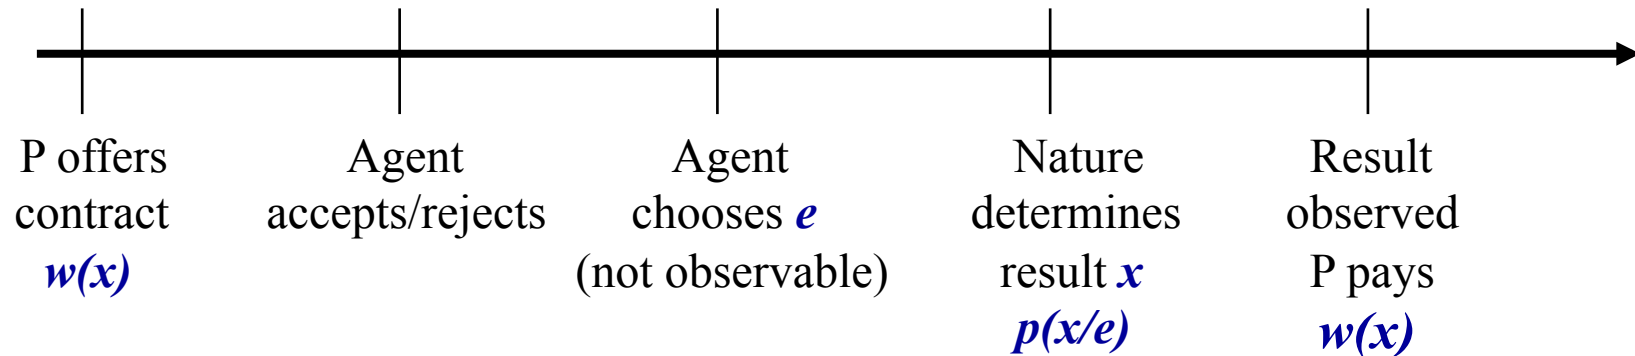 P offers
contract
w(x)
Agent
accepts/rejects
Agent
chooses e
(not observable)
Nature
determines
result x
p(x/e)
Result
observed
P pays
w(x)